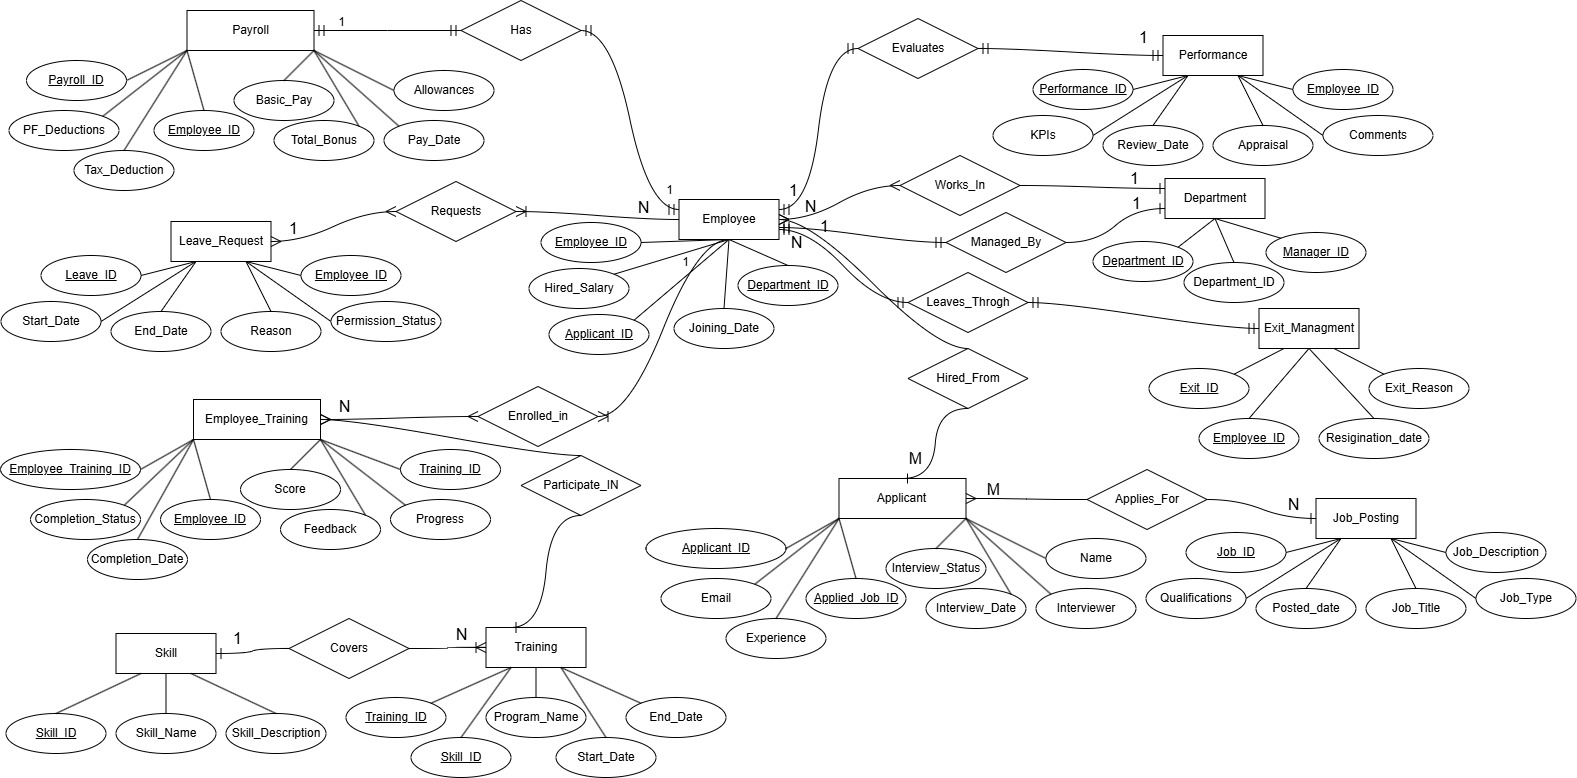 Payroll
1
Has
Evaluates
1
Performance
Payroll_ID
Basic_Pay
Allowances
PF_Deductions
Employee_ID
Total_Bonus
Pay_Date
Tax_Deduction
Performance_ID
Employee_ID
KPIs
Review_Date
Appraisal
Comments
Leave_Request
1
Requests
N
1
Employee
1
N
1
N
Works_In
1
Department
Managed_By
1
Leave_ID
Employee_ID
Start_Date
End_Date
Reason
Permission_Status
Employee_ID
Hired_Salary
1
Department_ID
Applicant_ID
Joining_Date
Department_ID
Manager_ID
Department_ID
Leaves_Throgh
Exit_Managment
Hired_From
Exit_ID
Exit_Reason
Employee_ID
Resigination_date
Employee_Training
N
Enrolled_in
Employee_Training_ID
Score
Training_ID
Completion_Status
Employee_ID
Feedback
Progress
Completion_Date
Participate_IN
M
Applicant
M
Applies_For
N
Job_Posting
Applicant_ID
Interview_Status
Name
Email
Applied_Job_ID
Interview_Date
Interviewer
Experience
Job_ID
Job_Description
Qualifications
Posted_date
Job_Title
Job_Type
Skill
1
Covers
N
Training
Skill_ID
Skill_Name
Skill_Description
Training_ID
Program_Name
End_Date
Skill_ID
Start_Date